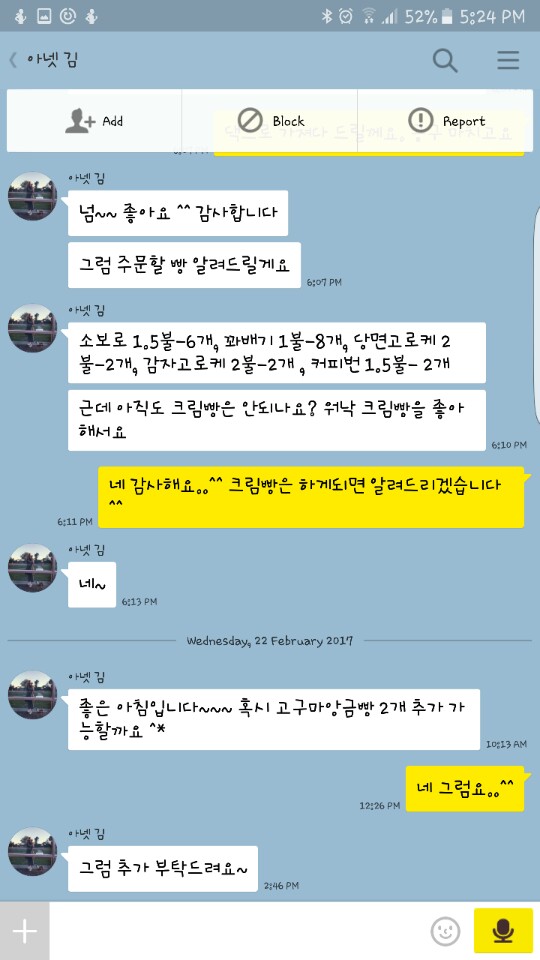 52% 5:24 PM
아넷 김
Add
Block
Report
아넷 김
넘~~ 좋아요 ^^ 감사합니다
그럼 주문할 빵 알려드릴게요
6:07 PM
아넷 김
소보로 1.5불-6개, 꽈배기 1불-8개, 당면고로케 2
불-2개, 감자고로케 2불-2개 , 커피번 1.5불- 2개
근데 아직도 크림빵은 안되나요? 워낙 크림빵을 좋아
해서요
6:10 PM
네 감사해요..^^ 크림빵은 하게되면 알려드리겠습니다
^^
6:11 PM
아넷 김
네~
6:13 PM
Wednesday, 22 February 2017
아넷 김
좋은 아침입니다~~~ 혹시 고구마앙금빵 2개 추가 가
능할까요 ^*
10:13 AM
네 그럼요..^^
12:26 PM
아넷 김
그럼 추가 부탁드려요~
2:46 PM